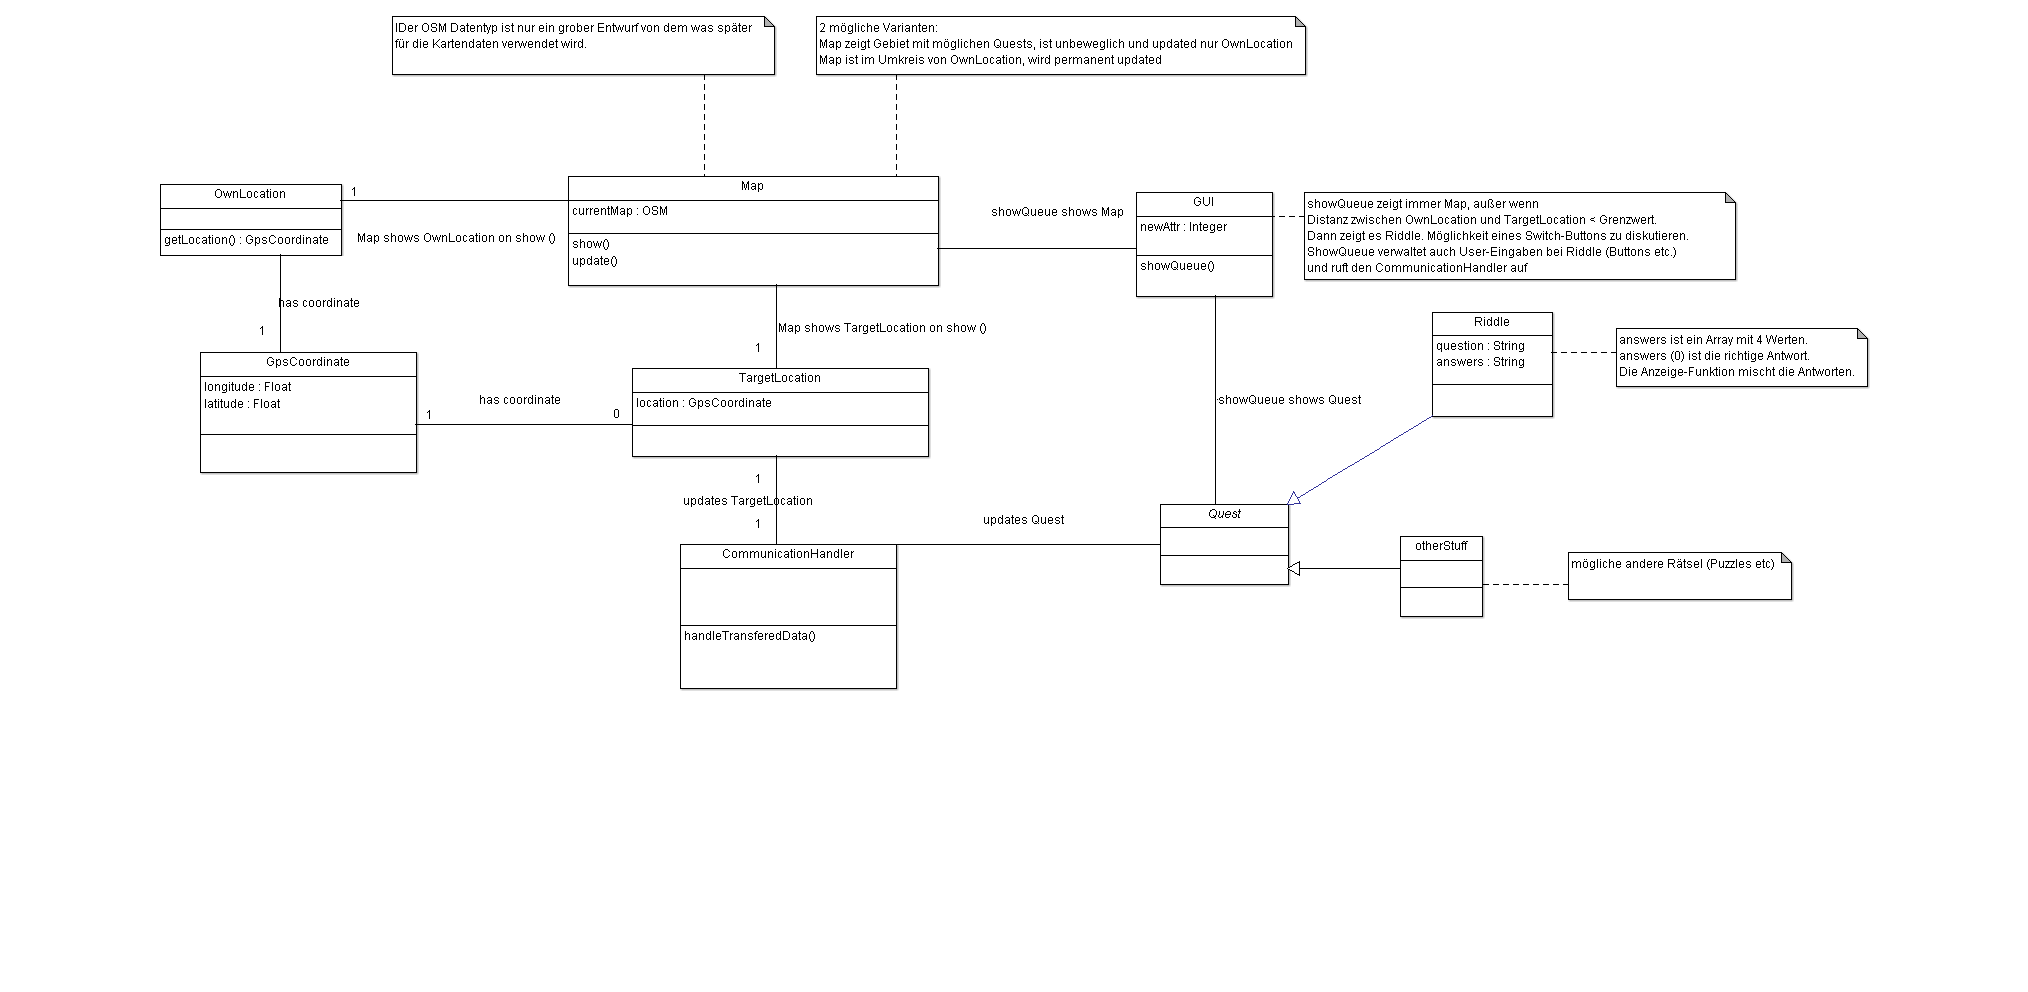 IDer OSM Datentyp ist nur ein grober Entwurf von dem was später
für die Kartendaten verwendet wird.
2 mögliche Varianten:
Map zeigt Gebiet mit möglichen Quests, ist unbeweglich und updated nur OwnLocation
Map ist im Umkreis von OwnLocation, wird permanent updated
OwnLocation
getLocation() : GpsCoordinate
1
Map shows OwnLocation on show ()
Map
currentMap : OSM
show()
update()
showQueue shows Map
GUI
newAttr : Integer
showQueue()
showQueue zeigt immer Map, außer wenn
Distanz zwischen OwnLocation und TargetLocation < Grenzwert.
Dann zeigt es Riddle. Möglichkeit eines Switch-Buttons zu diskutieren.
ShowQueue verwaltet auch User-Eingaben bei Riddle (Buttons etc.)
und ruft den CommunicationHandler auf
has coordinate
1
Map shows TargetLocation on show ()
1
Riddle
question : String
answers : String
answers ist ein Array mit 4 Werten.
answers (0) ist die richtige Antwort.
Die Anzeige-Funktion mischt die Antworten.
GpsCoordinate
longitude : Float
latitude : Float
1
has coordinate
0
TargetLocation
location : GpsCoordinate
showQueue shows Quest
1
updates TargetLocation
1
updates Quest
Quest
otherStuff
mögliche andere Rätsel (Puzzles etc)
CommunicationHandler
handleTransferedData()